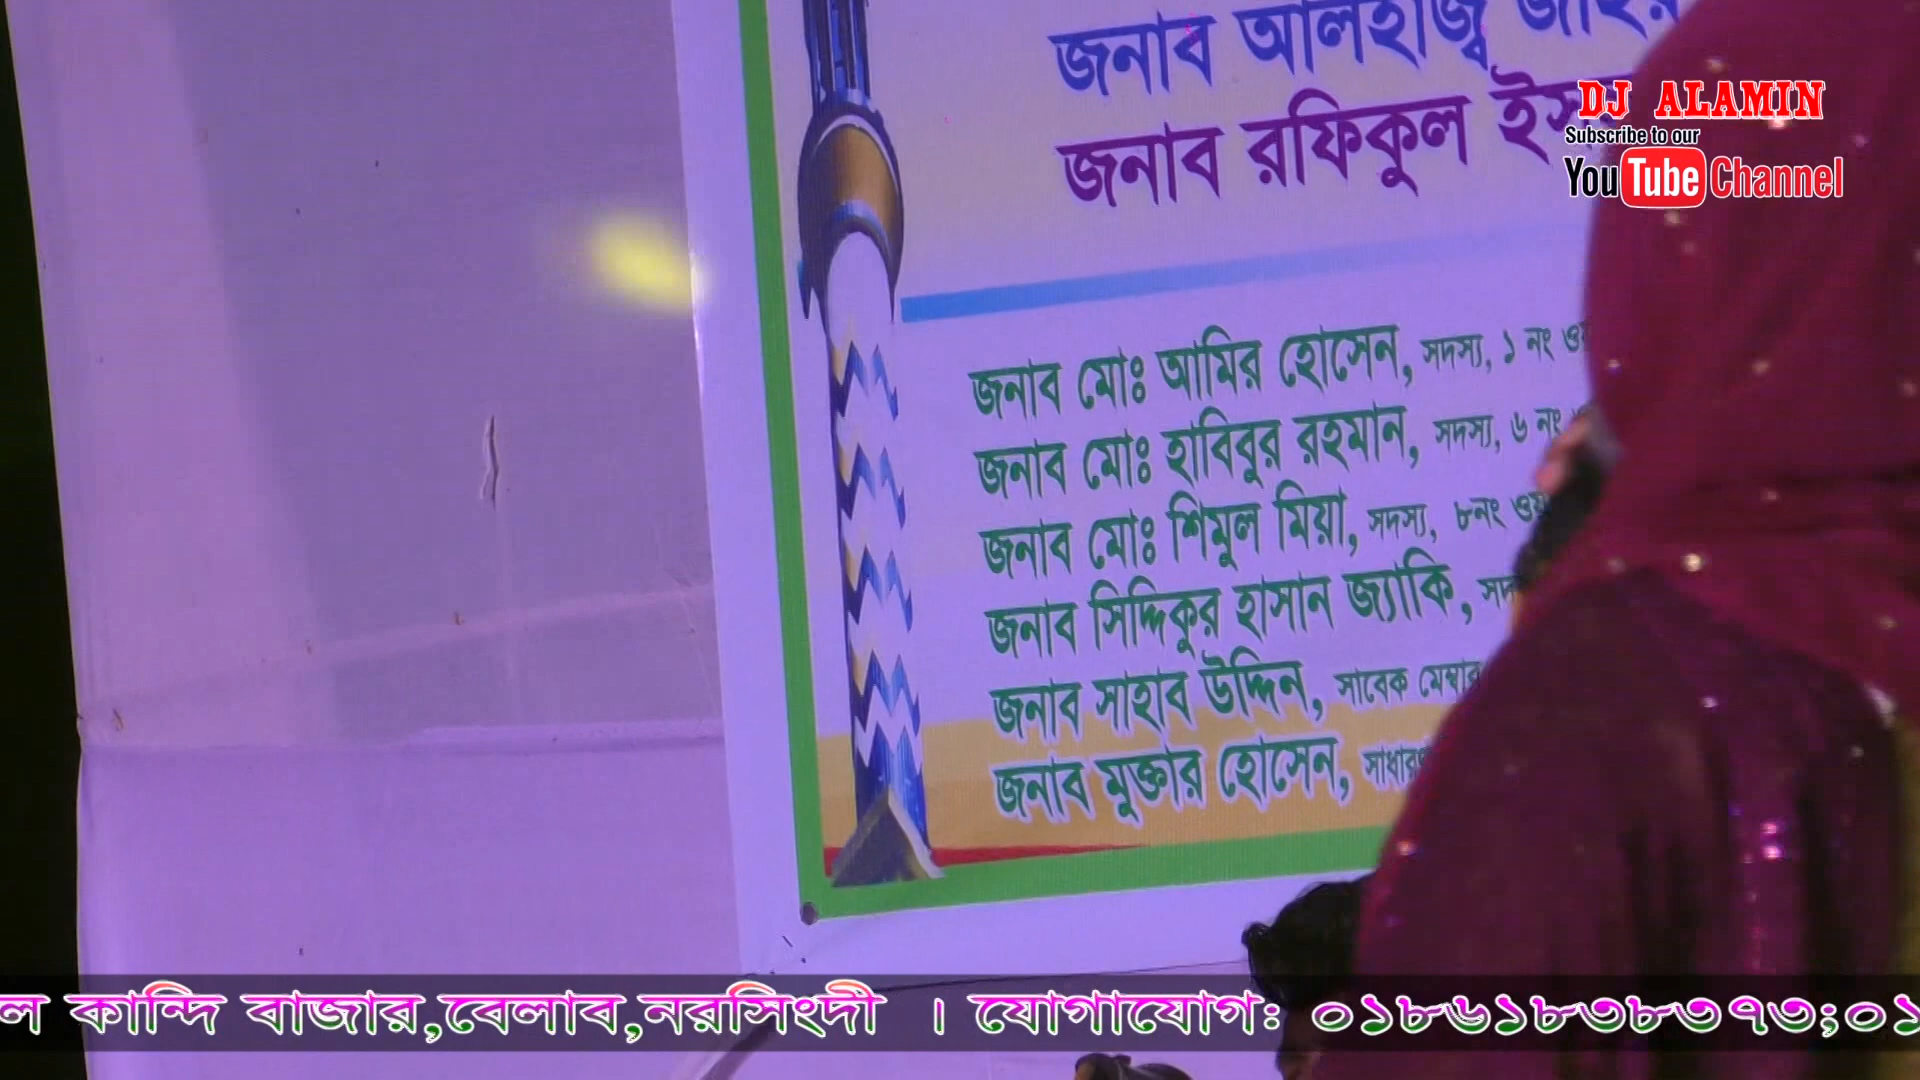 জনাব আলহাজ্ব
জনাব রফিকুল
DJ ALAMIN
Subscribe to our
YouTube Channel
জনাব মোঃ আমির হোসেন, সদস্য, ১ নং
জনাব মোঃ হাবিবুর রহমান, সদস্য, ৬ নং
জনাব মোঃ শিমুল মিয়া, সদস্য, ৮নং
জনাব সিদ্দিকুর হাসান জ্যাকি,
জনাব সাহাব উদ্দিন, সাবেক মেম্বার
জনাব মুক্তার হোসেন,
কান্দি বাজার,বেলাব,নরসিংদী । যোগাযোগ: ০১৮৬১৮৩৮৩৭৩;০১